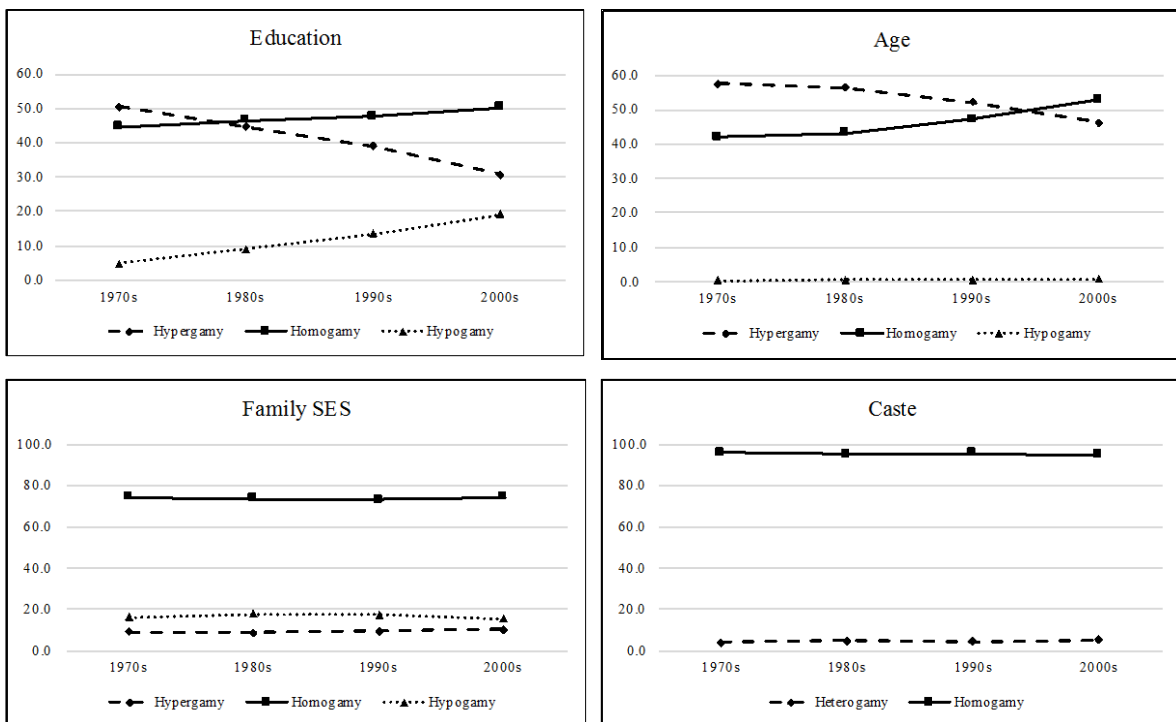 Education
60.0
50.0
40.0
30.0
20.0
10.0
0.0
1970s 1980s 1990s 2000s
Hypergamy Homogamy Hypogamy
Age
60.0
50.0
40.0
30.0
20.0
10.0
0.0
1970s 1980s 1990s 2000s
Hypergamy Homogamy Hypogamy
Family SES
100.0
80.0
60.0
40.0
20.0
0.0
1970s 1980s 1990s 2000s
Hypergamy Homogamy Hypogamy
Caste
100.0
80.0
60.0
40.0
20.0
0.0
1970s 1980s 1990s 2000s
Heterogamy Homogamy